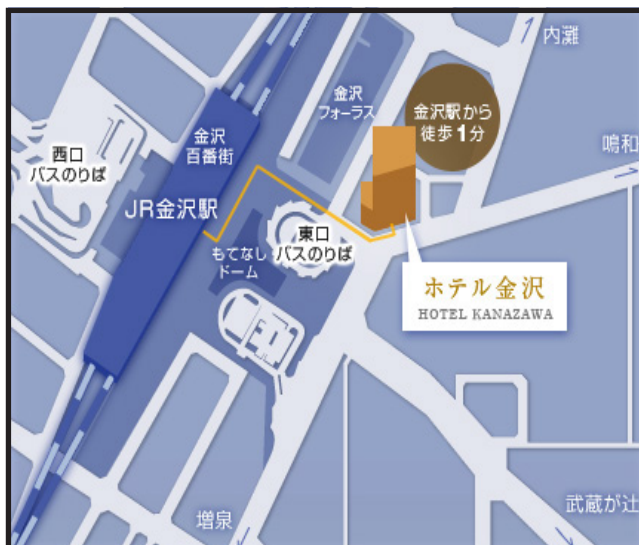 内灘
金沢
フォーラス
金沢駅から
徒歩1分
金沢
百番街
鳴和
西口
バスのりば
JR金沢駅
東口
バスのりば
もてなし
ドーム
ホテル金沢
HOTEL KANAZAWA
増泉
武蔵が辻